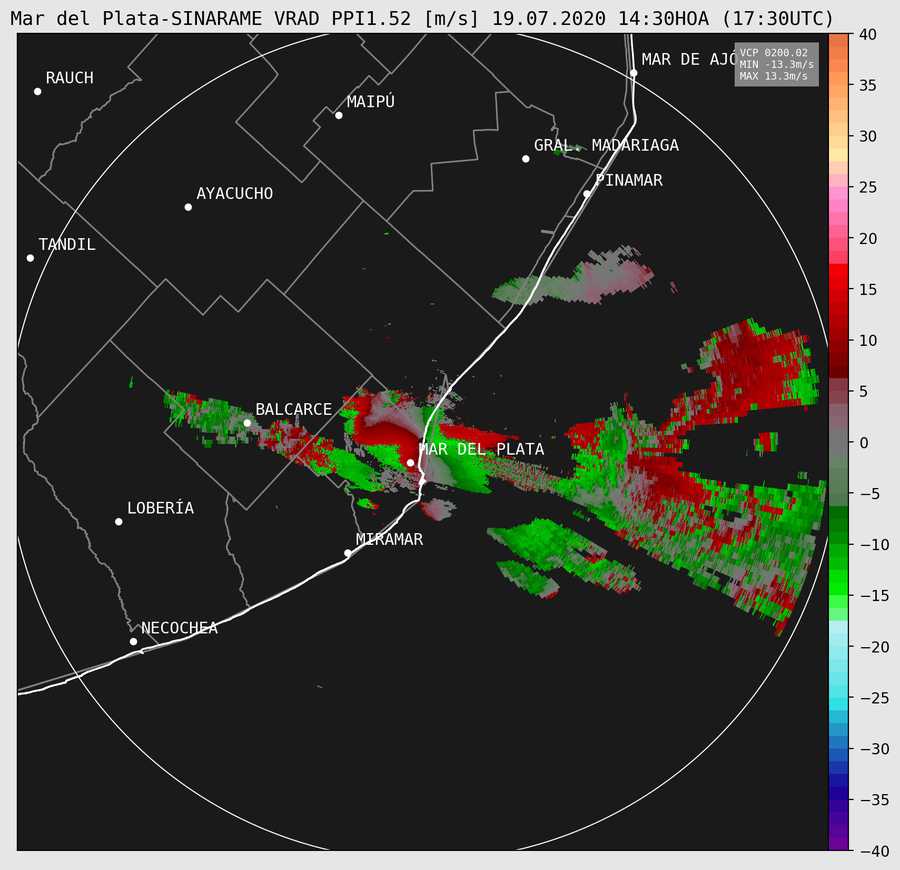 Mar del Plata-SINARAME VRAD PPI1.52 [m/s] 19.07.2020 14:30HOA (17:30UTC)
VCP 0200.02
MIN -13.3m/s
MAX 13.3m/s
MAR DE AJÓ
RAUCH
MAIPÚ
GRAL. MADARIAGA
PINAMAR
AYACUCHO
TANDIL
BALCARCE
MAR DEL PLATA
LOBERÍA
MIRAMAR
NECOCHEA
40
35
30
25
20
15
10
5
0
−5
−10
−15
−20
−25
−30
−35
−40